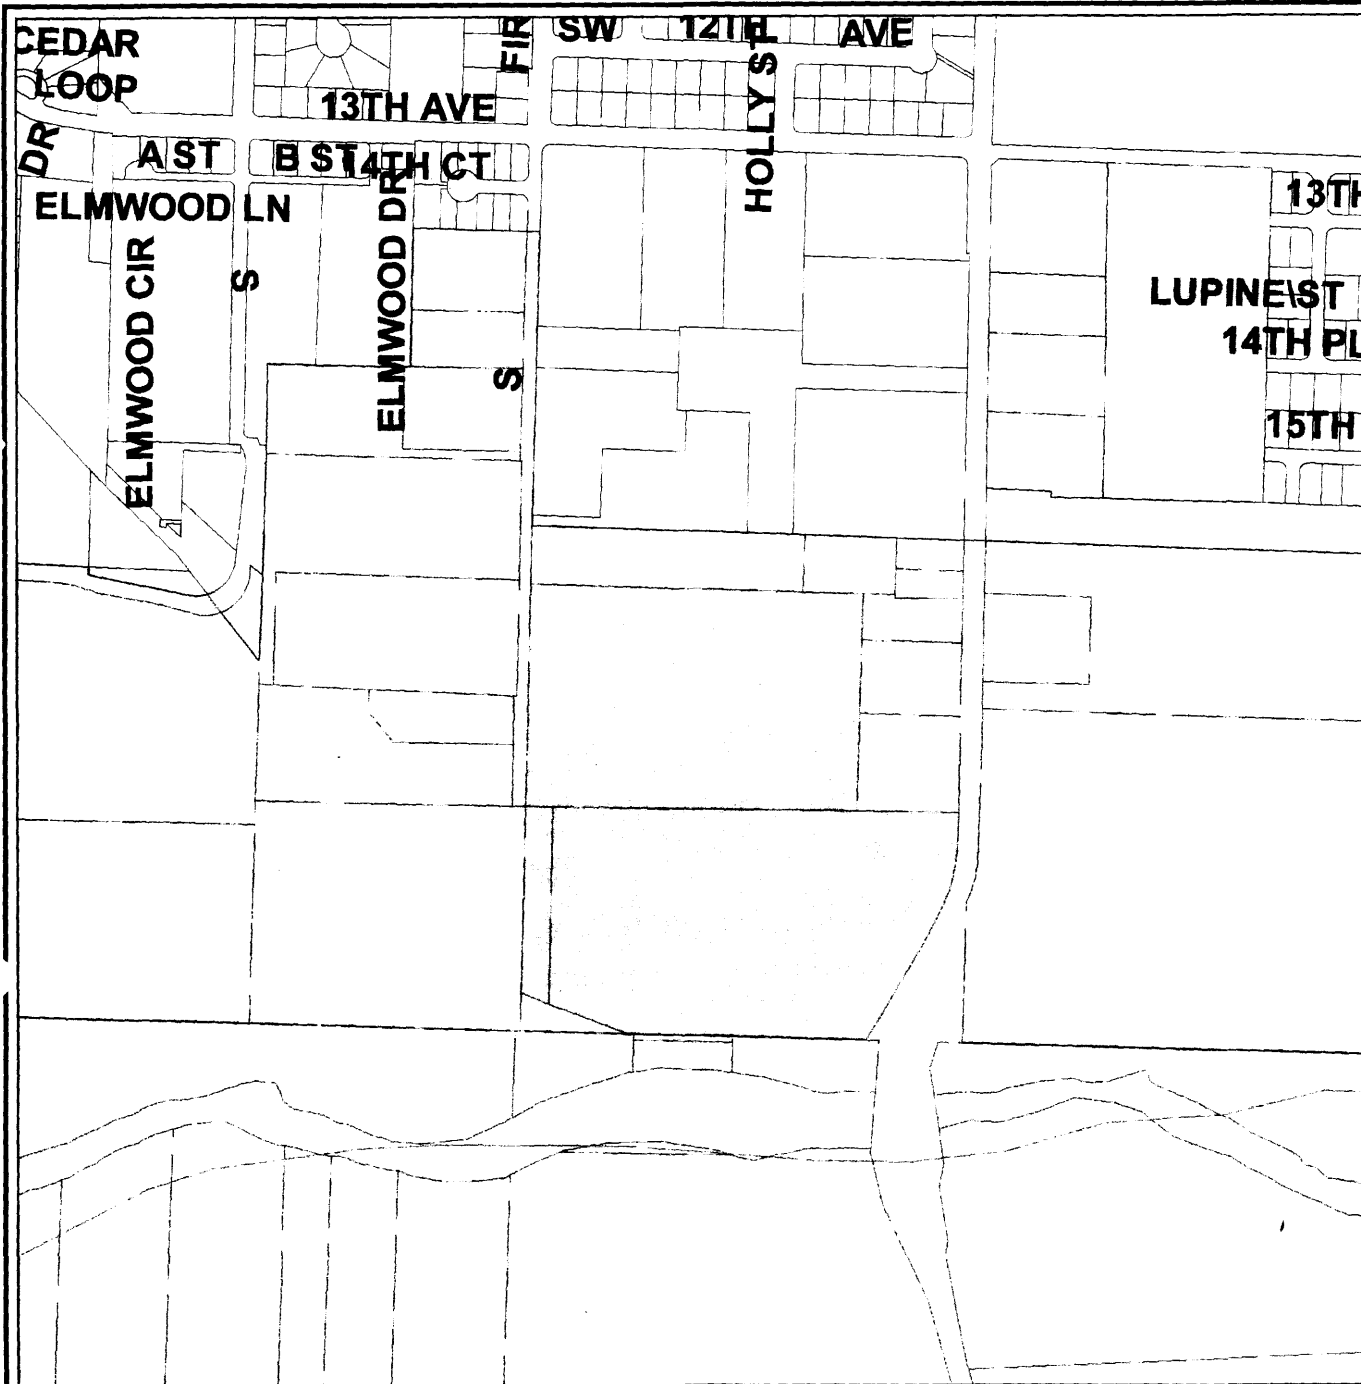 CEDAR
LOOP
DR
FIR
SW 12TH AVE
HOLLY ST
13TH AVE
A ST
B ST
14TH CT
ELMWOOD LN
ELMWOOD CIR
S
ELMWOOD DR
S
13TH
LUPINE ST
14TH PL
15TH